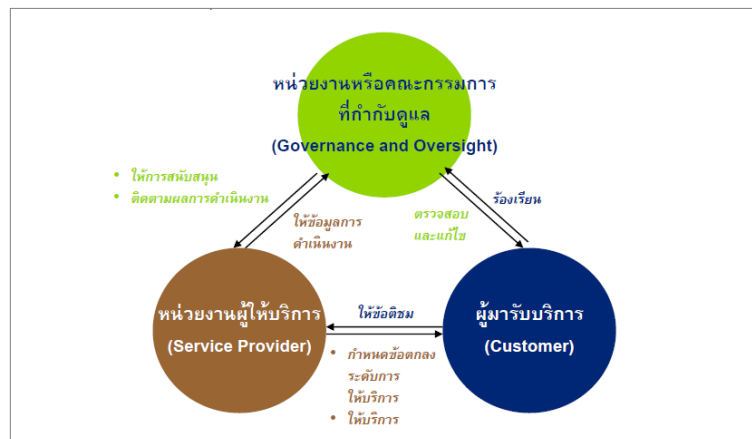 หน่วยงานหรือคณะกรรมการ
ที่กำกับดูแล
(Governance and Oversight)
• ให้การสนับสนุน
• ติดตามผลการดำเนินงาน
ร้องเรียน
ให้ข้อมูลการ
ดำเนินงาน
ตรวจสอบ
และแก้ไข
หน่วยงานผู้ให้บริการ
(Service Provider)
ให้ข้อติชม
ผู้มารับบริการ
(Customer)
• กำหนดข้อตกลง
ระดับการ
ให้บริการ
• ให้บริการ